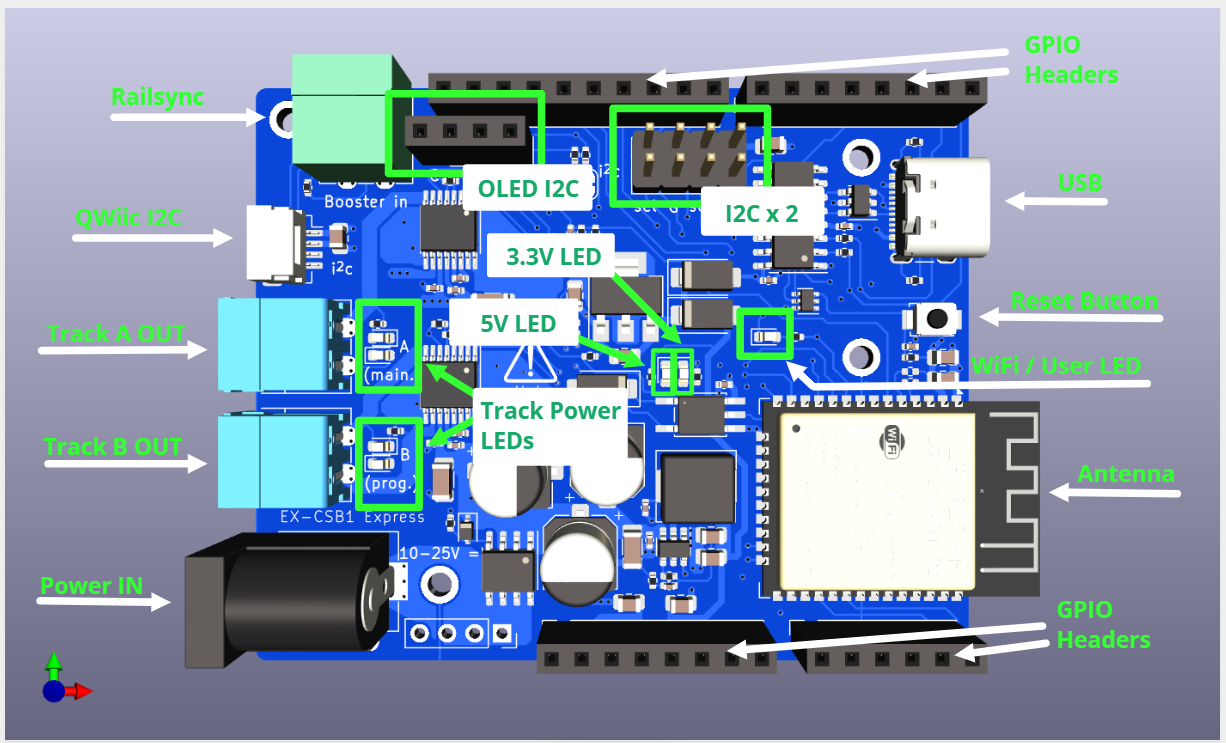 GPIO
Headers
Railsync
OLED I2C
i²c
Booster in
I2C x 2
USB
QWiic I2C
i²c
3.3V LED
5V LED
Reset Button
Track A OUT
A
(main.
WiFi / User LED
Track Power
LEDs
Track B OUT
B
(prog.)
WiFi
Antenna
EX-CSB1 Express
10-25V =
Power IN
GPIO
Headers